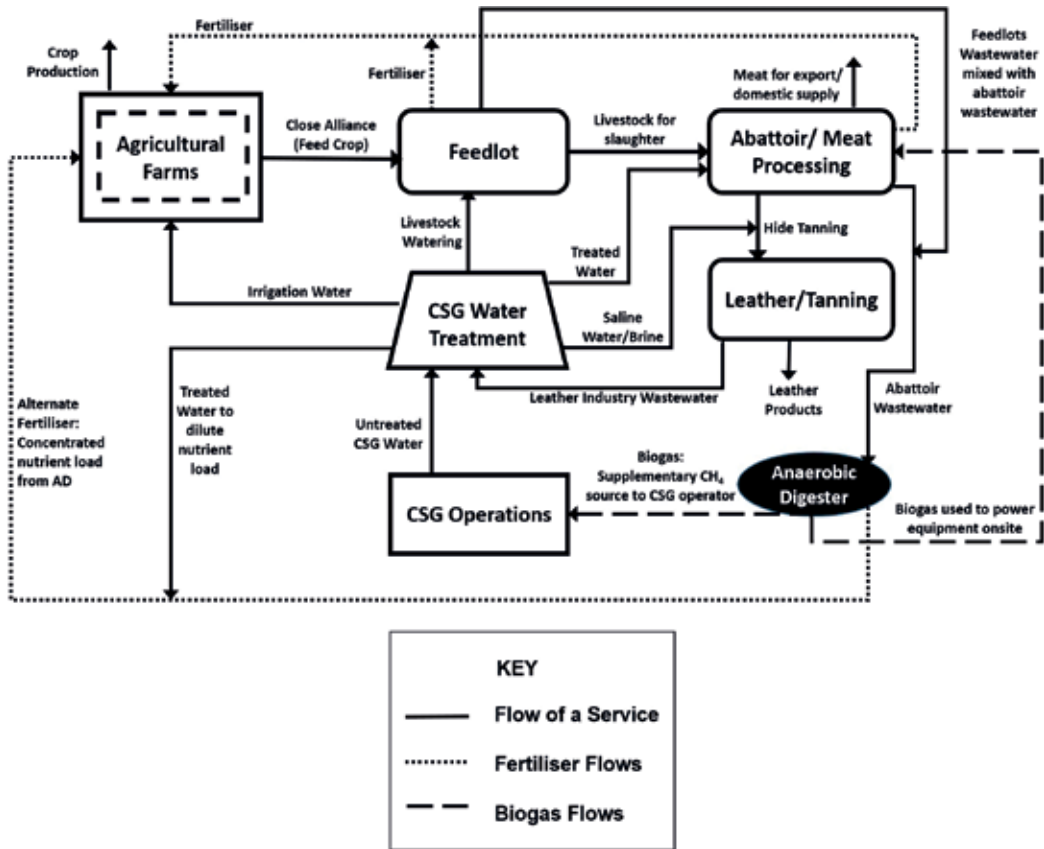 Fertiliser
Crop
Production
Fertiliser
Meat for export/
domestic supply
Feedlots
Wastewater
mixed with
abattoir
wastewater
Agricultural
Farms
Close Alliance
(Feed Crop)
Feedlot
Livestock for
slaughter
Abattoir/ Meat
Processing
Livestock
Watering
Treated
Water
Hide Tanning
Irrigation Water
CSG Water
Treatment
Saline
Water/Brine
Leather/Tanning
Leather Industry Wastewater
Leather
Products
Abattoir
Wastewater
Alternate
Fertiliser:
Concentrated
nutrient load
from AD
Treated
Water to
dilute
nutrient
load
Untreated
CSG Water
Biogas:
Supplementary CH₄
source to CSG operator
Anaerobic
Digester
CSG Operations
Biogas used to power
equipment onsite
KEY
Flow of a Service
Fertiliser Flows
Biogas Flows